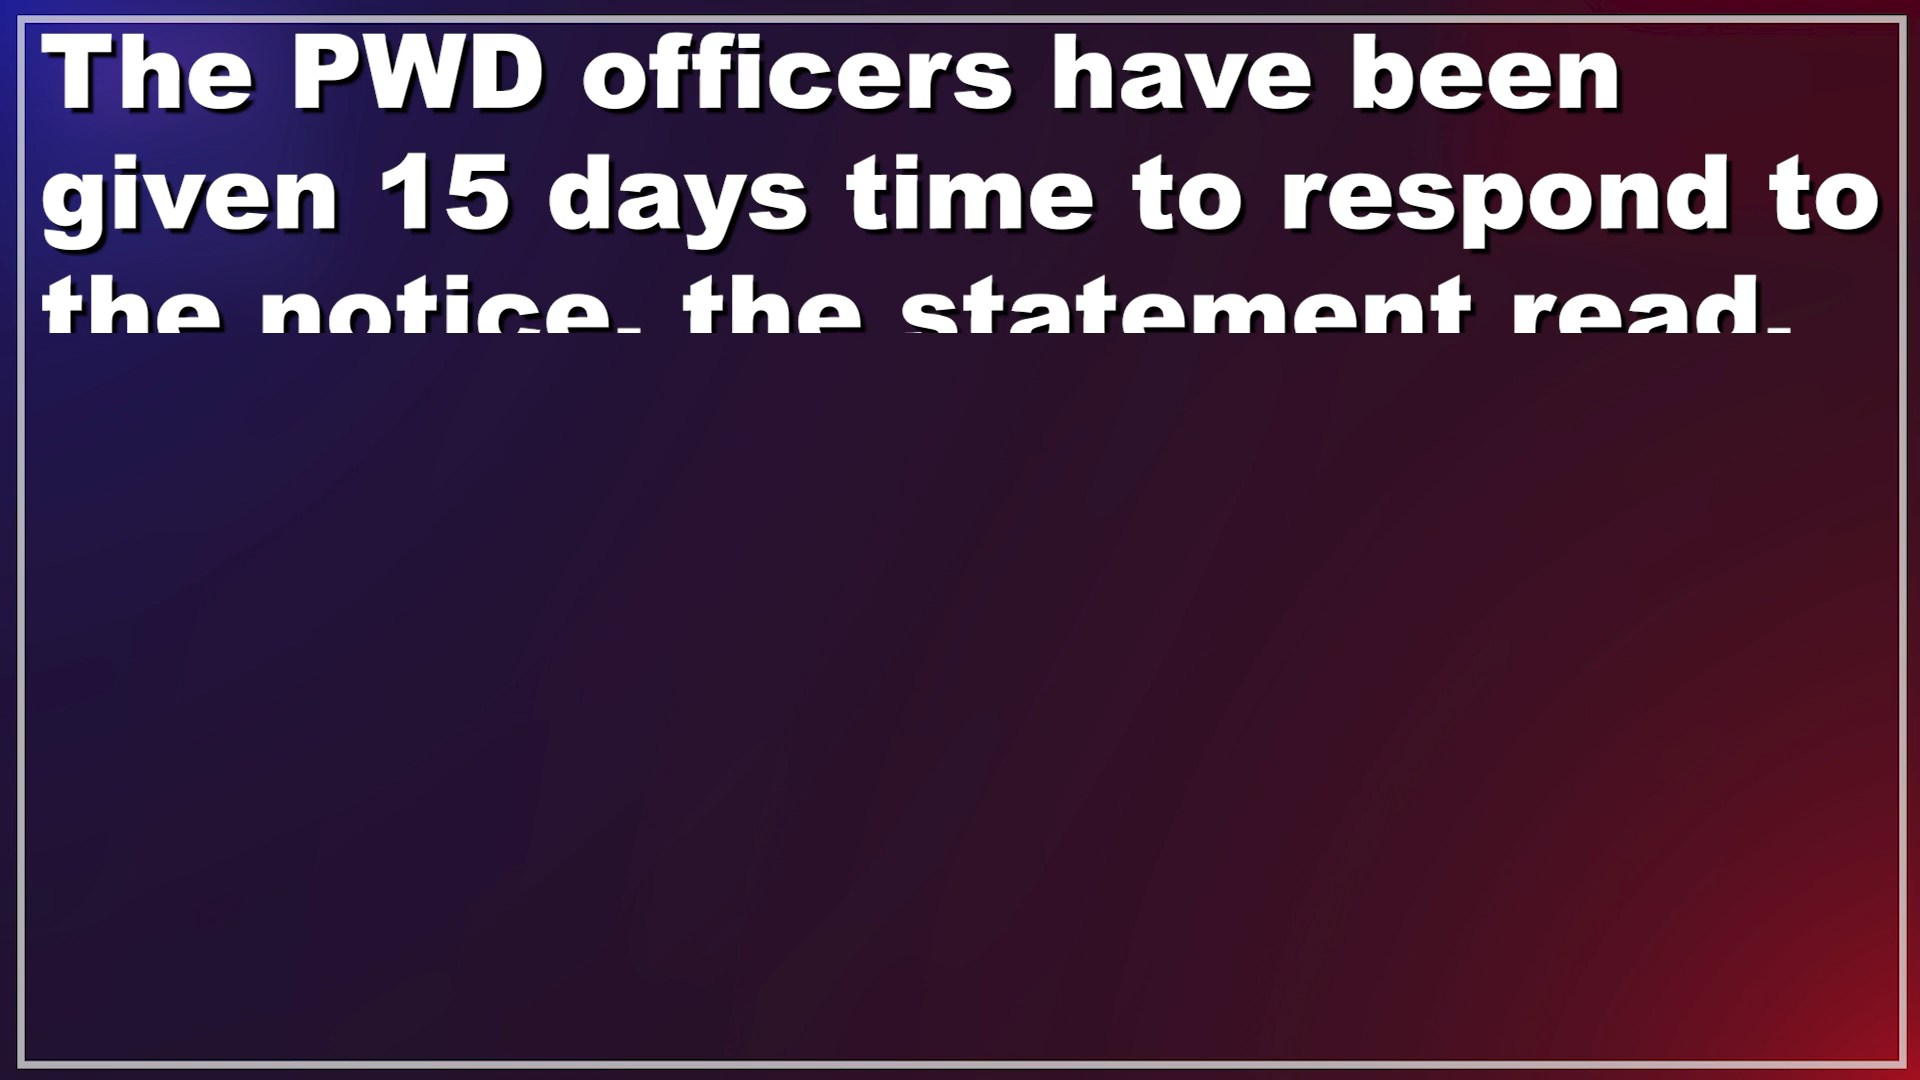 The PWD officers have been
given 15 days time to respond to
the notice, the statement read.